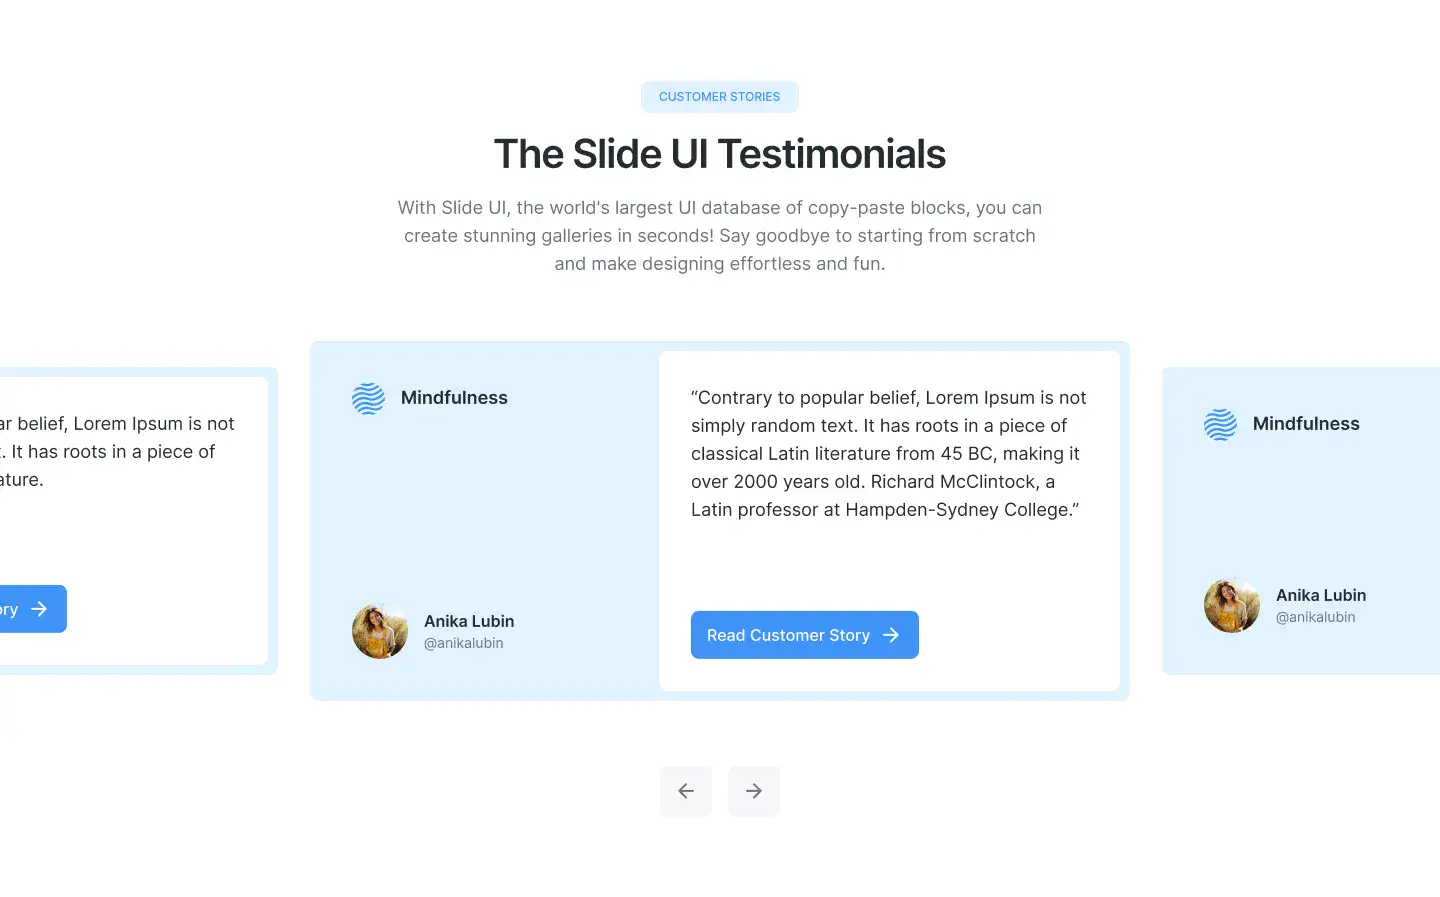 CUSTOMER STORIES
The Slide UI Testimonials
With Slide UI, the world's largest UI database of copy-paste blocks, you can
create stunning galleries in seconds! Say goodbye to starting from scratch
and make designing effortless and fun.
belief, Lorem Ipsum is not
. It has roots in a piece of
Mindfulness
“Contrary to popular belief, Lorem Ipsum is not
simply random text. It has roots in a piece of
classical Latin literature from 45 BC, making it
over 2000 years old. Richard McClintock, a
Latin professor at Hampden-Sydney College.”
Anika Lubin
@anikalubin
Read Customer Story
Mindfulness
Anika Lubin
@anikalubin